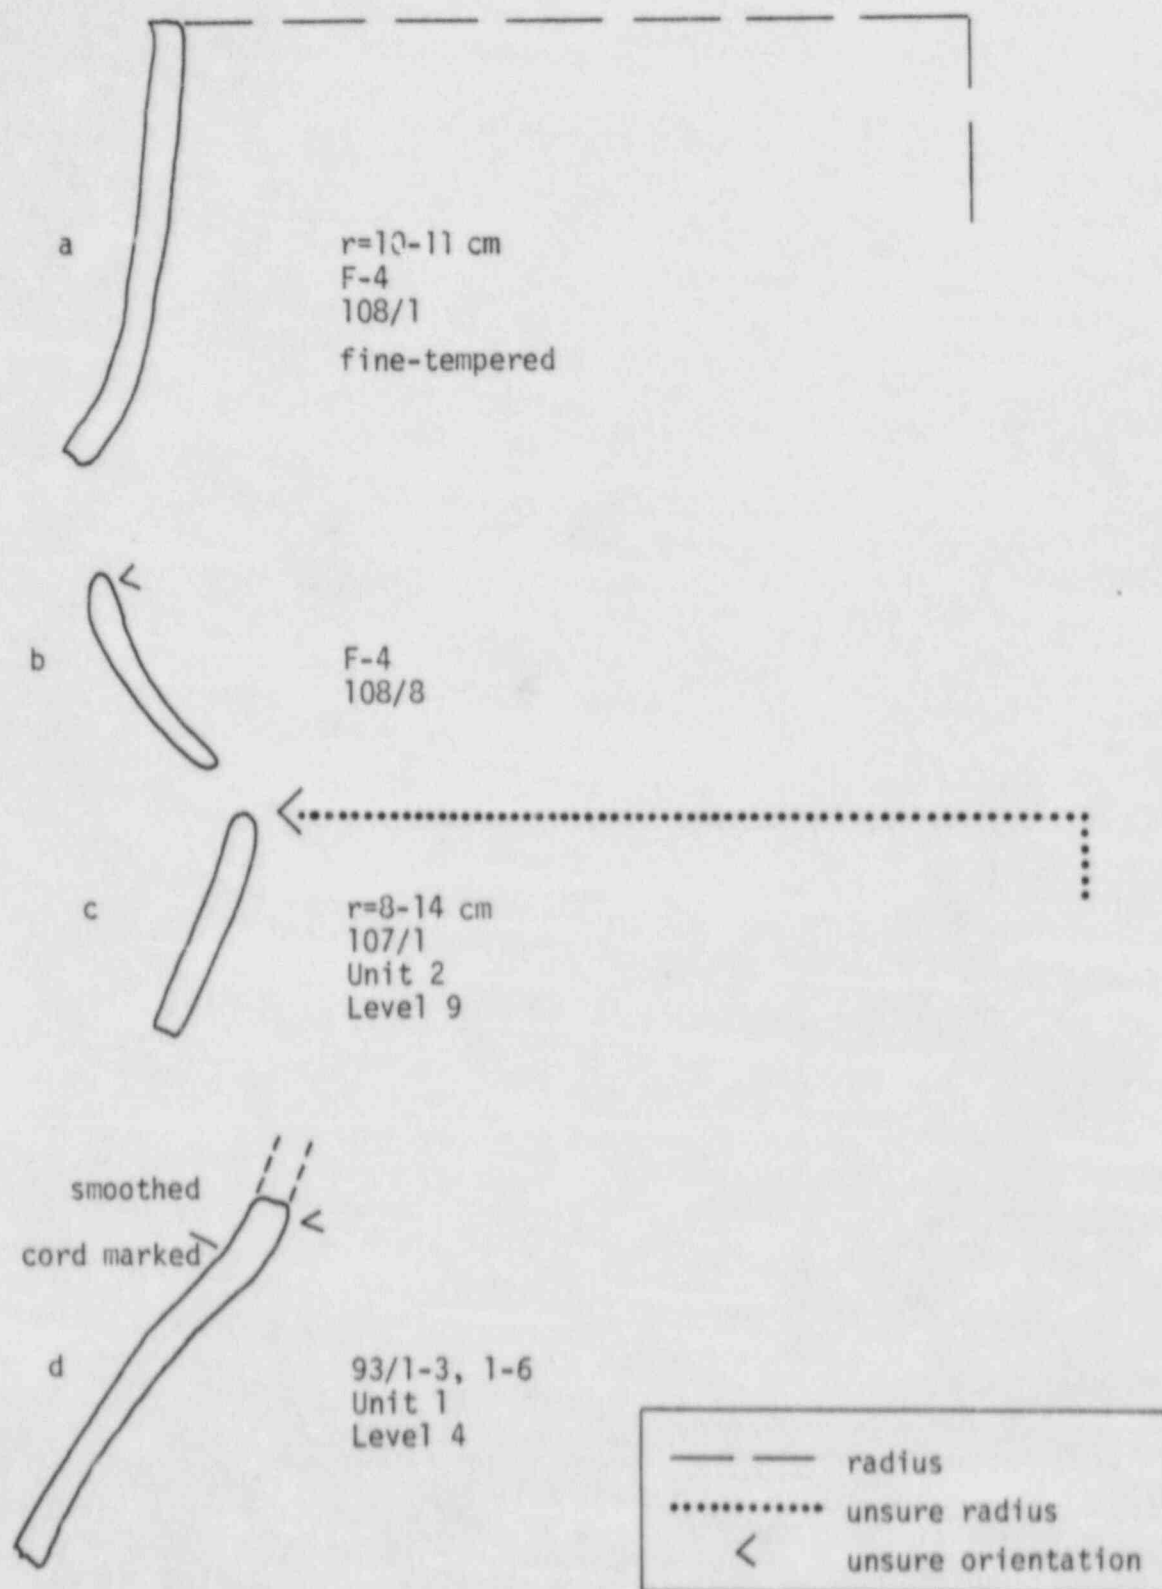 a
r=10-11 cm
F-4
108/1
fine-tempered
b
F-4
108/8
c
r=8-14 cm
107/1
Unit 2
Level 9
smoothed
cord marked
d
93/1-3, 1-6
Unit 1
Level 4
radius
unsure radius
< unsure orientation